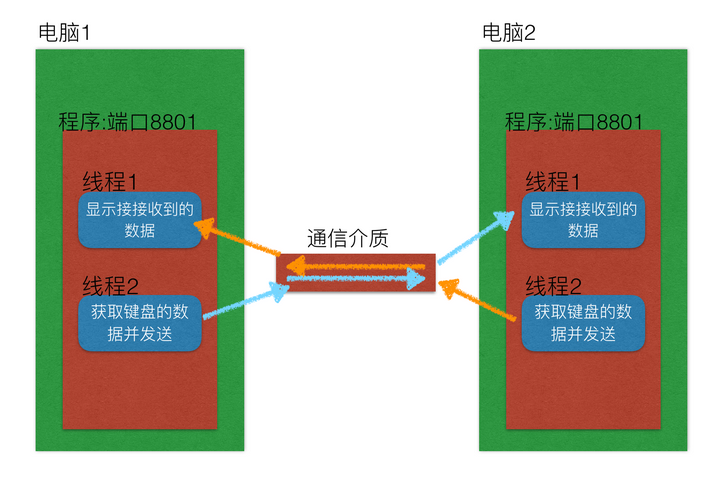 电脑1
程序:端口8801
线程1
显示接接收到的
数据
线程2
获取键盘的数
据并发送
通信介质
电脑2
程序:端口8801
线程1
显示接接收到的
数据
线程2
获取键盘的数
据并发送